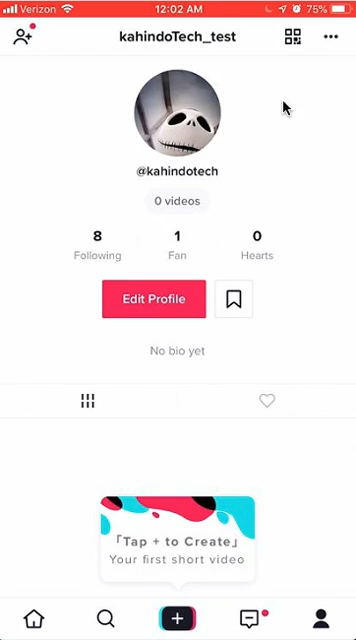 Verizon 12:02 AM 75%
kahindoTech_test
@kahindotech
0 videos
8 1 0
Following Fan Hearts
Edit Profile
No bio yet
「Tap + to Create」
Your first short video